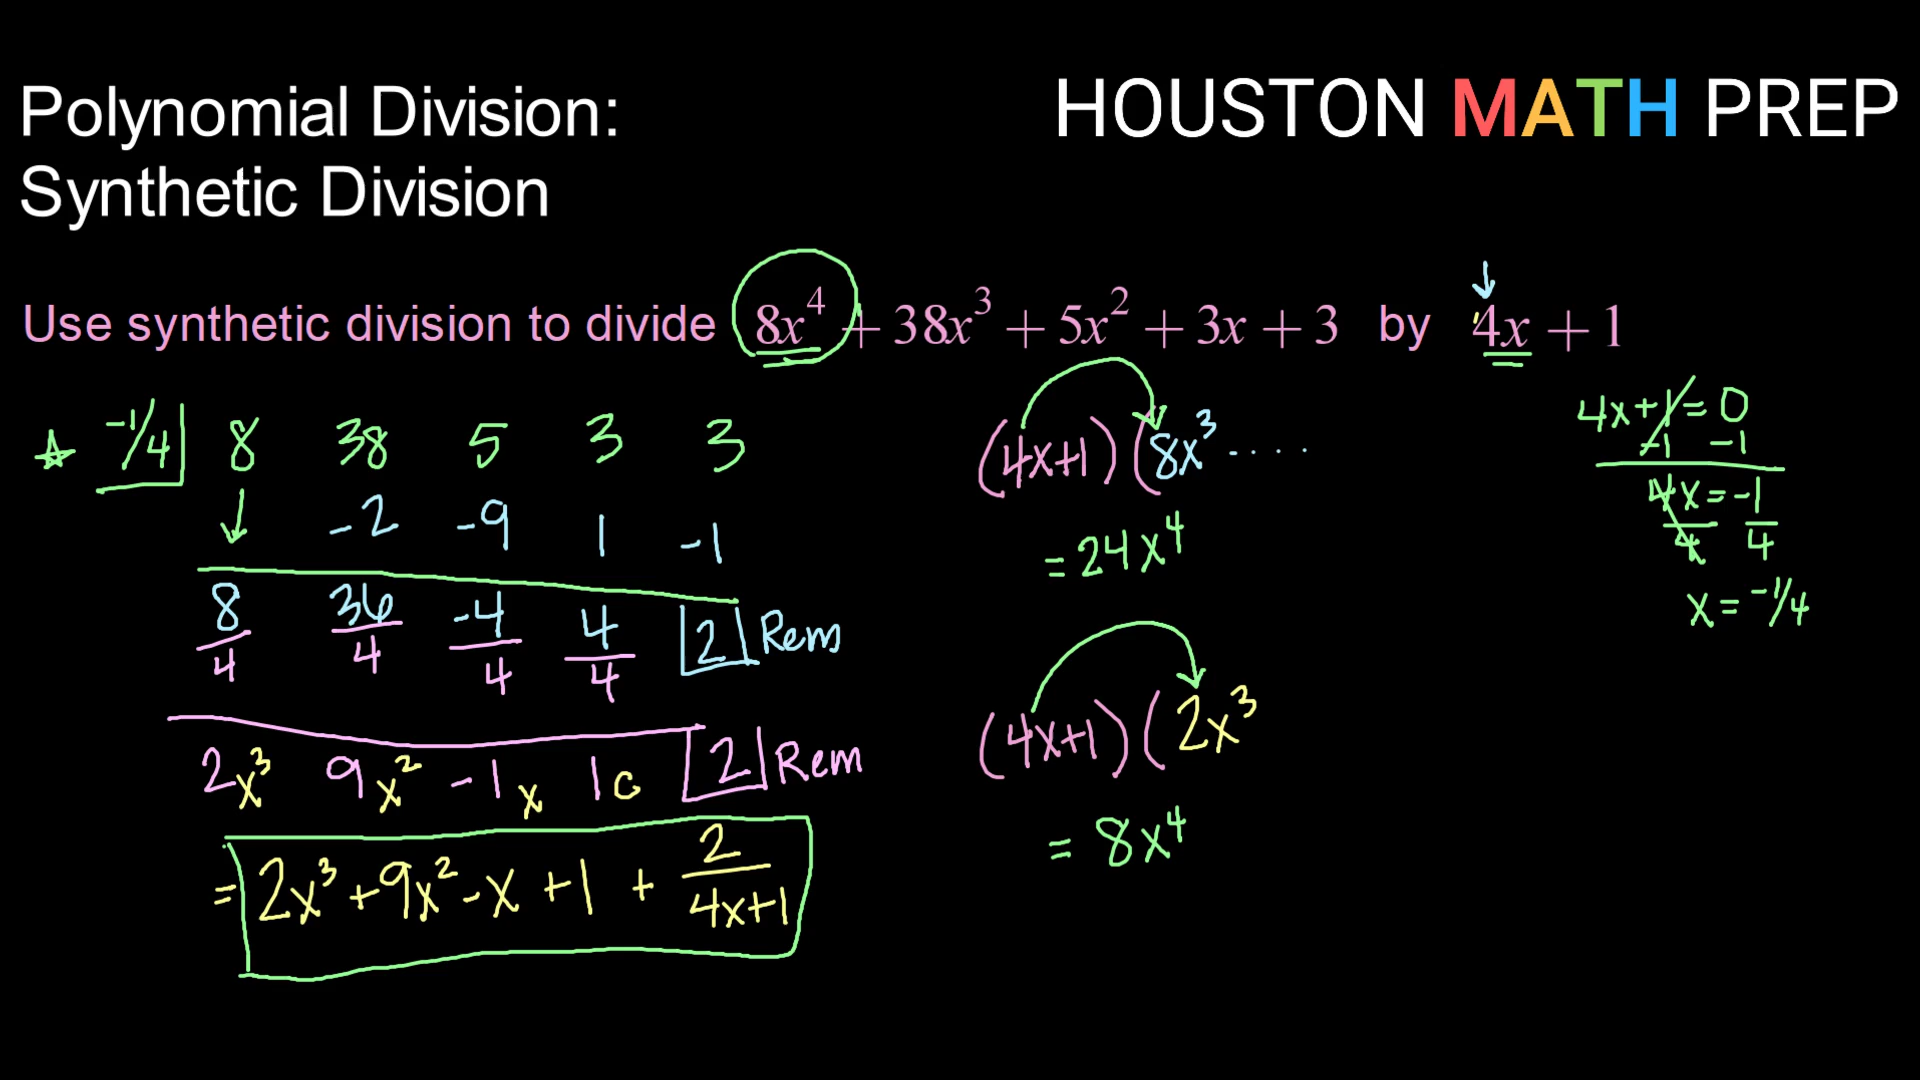 Polynomial Division:
Synthetic Division
HOUSTON MATH PREP
Use synthetic division to divide 8x⁴ + 38x³ + 5x² + 3x + 3 by 4x + 1
-1/4 8 38 5 3 3
-2 -9 1 -1
8/4 36/4 -4/4 4/4 2 Rem
2x³ 9x² -1x 1c 2 Rem
= 2x³ + 9x² - x + 1 + 2/(4x+1)
(4x+1)(8x³ ....
= 24x⁴
(4x+1)(2x³
= 8x⁴
4x+1=0
-1 -1
4x = -1
4 4
x = -1/4